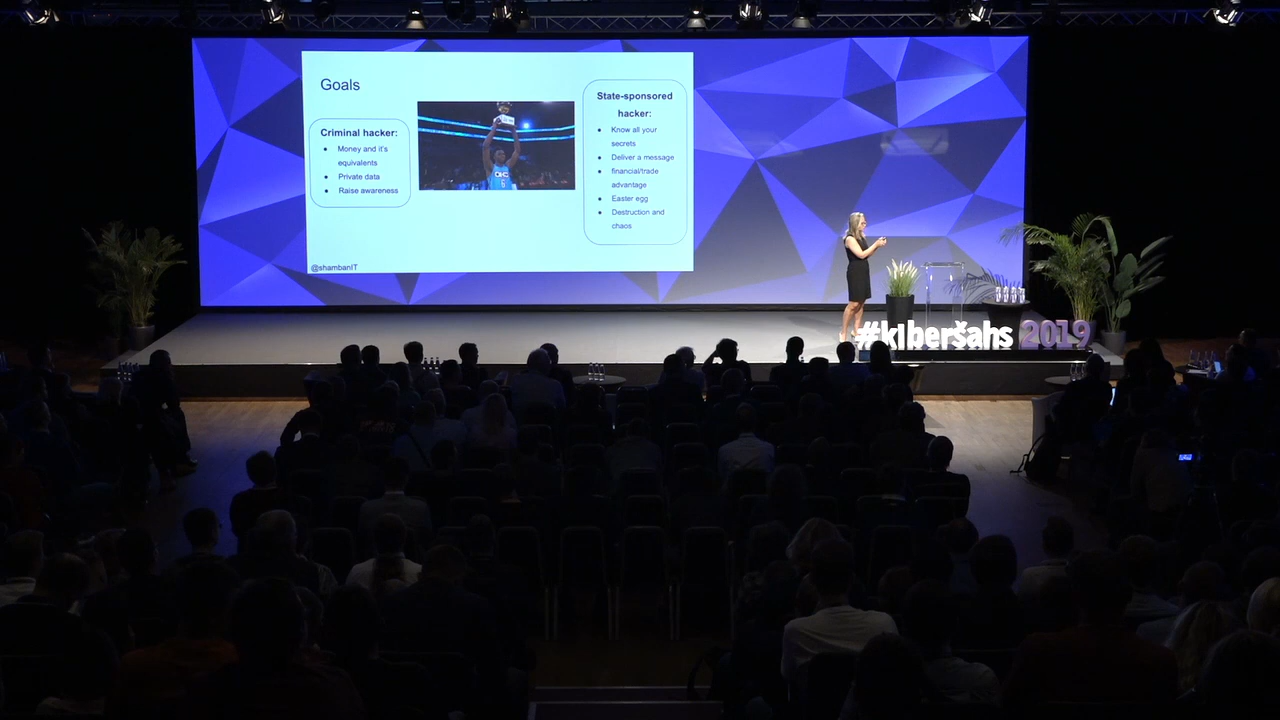 Goals
Criminal hacker:
Money and it's
equivalents
Private data
Raise awareness
OKC
State-sponsored
hacker:
Know all your
secrets
Deliver a message
financial/trade
advantage
Easter egg
Destruction and
chaos
@shambanIT
#kIberšahs 2019